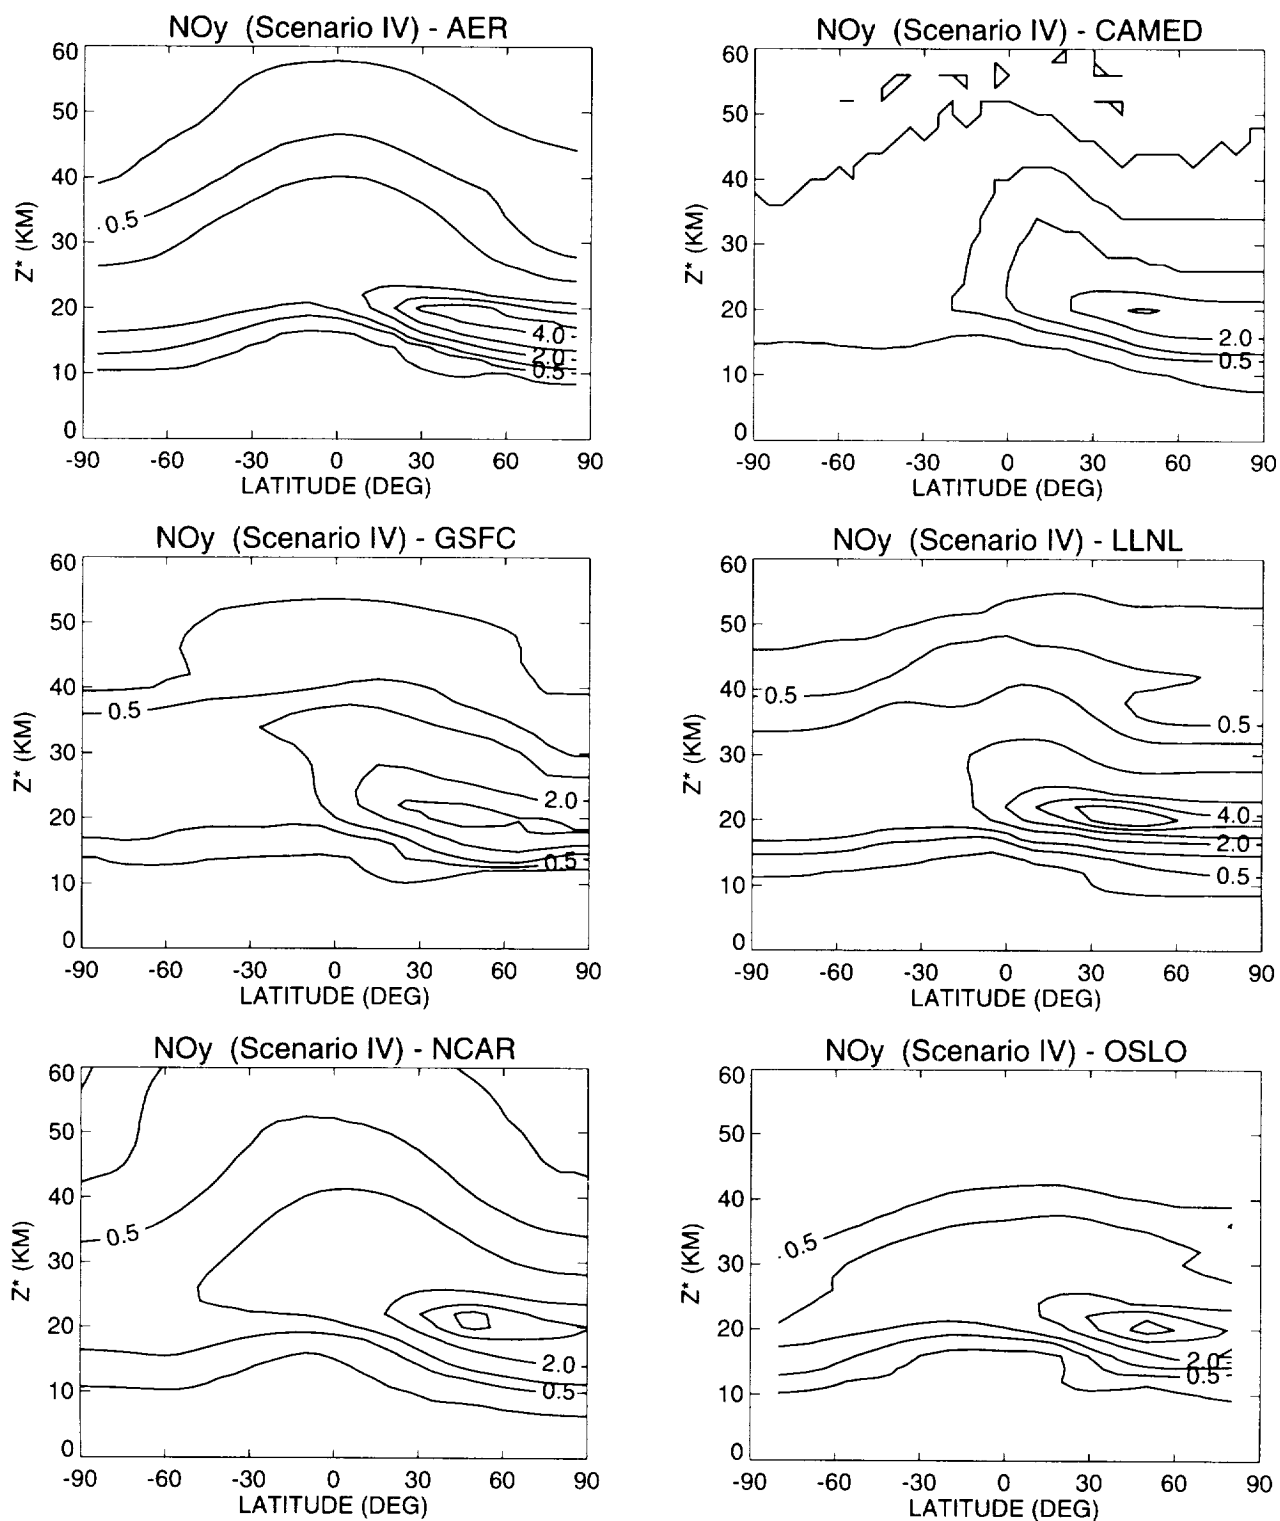 NOy (Scenario IV) - AER
60
50
40
30
20
10
0
Z* (KM)
0.5
4.0
2.0
0.5
-90 -60 -30 0 30 60 90
LATITUDE (DEG)
NOy (Scenario IV) - CAMED
60
50
40
30
20
10
0
Z* (KM)
2.0
0.5
-90 -60 -30 0 30 60 90
LATITUDE (DEG)
NOy (Scenario IV) - GSFC
60
50
40
30
20
10
0
Z* (KM)
0.5
2.0
0.5
-90 -60 -30 0 30 60 90
LATITUDE (DEG)
NOy (Scenario IV) - LLNL
60
50
40
30
20
10
0
Z* (KM)
0.5
0.5
4.0
2.0
0.5
-90 -60 -30 0 30 60 90
LATITUDE (DEG)
NOy (Scenario IV) - NCAR
60
50
40
30
20
10
0
Z* (KM)
0.5
2.0
0.5
-90 -60 -30 0 30 60 90
LATITUDE (DEG)
NOy (Scenario IV) - OSLO
60
50
40
30
20
10
0
Z* (KM)
0.5
2.0
0.5
-90 -60 -30 0 30 60 90
LATITUDE (DEG)